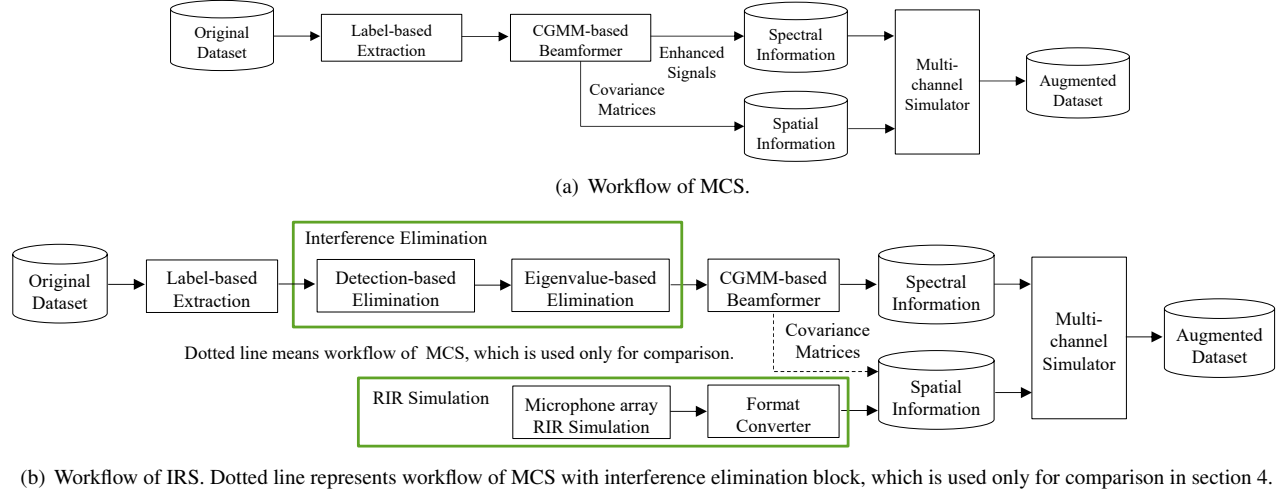 Original
Dataset
Label-based
Extraction
CGMM-based
Beamformer
Enhanced
Signals
Covariance
Matrices
Spectral
Information
Spatial
Information
Multi-
channel
Simulator
Augmented
Dataset
(a) Workflow of MCS.
Interference Elimination
Original
Dataset
Label-based
Extraction
Detection-based
Elimination
Eigenvalue-based
Elimination
CGMM-based
Beamformer
Spectral
Information
Covariance
Matrices
Multi-
channel
Simulator
Augmented
Dataset
Dotted line means workflow of MCS, which is used only for comparison.
RIR Simulation
Microphone array
RIR Simulation
Format
Converter
Spatial
Information
(b) Workflow of IRS. Dotted line represents workflow of MCS with interference elimination block, which is used only for comparison in section 4.